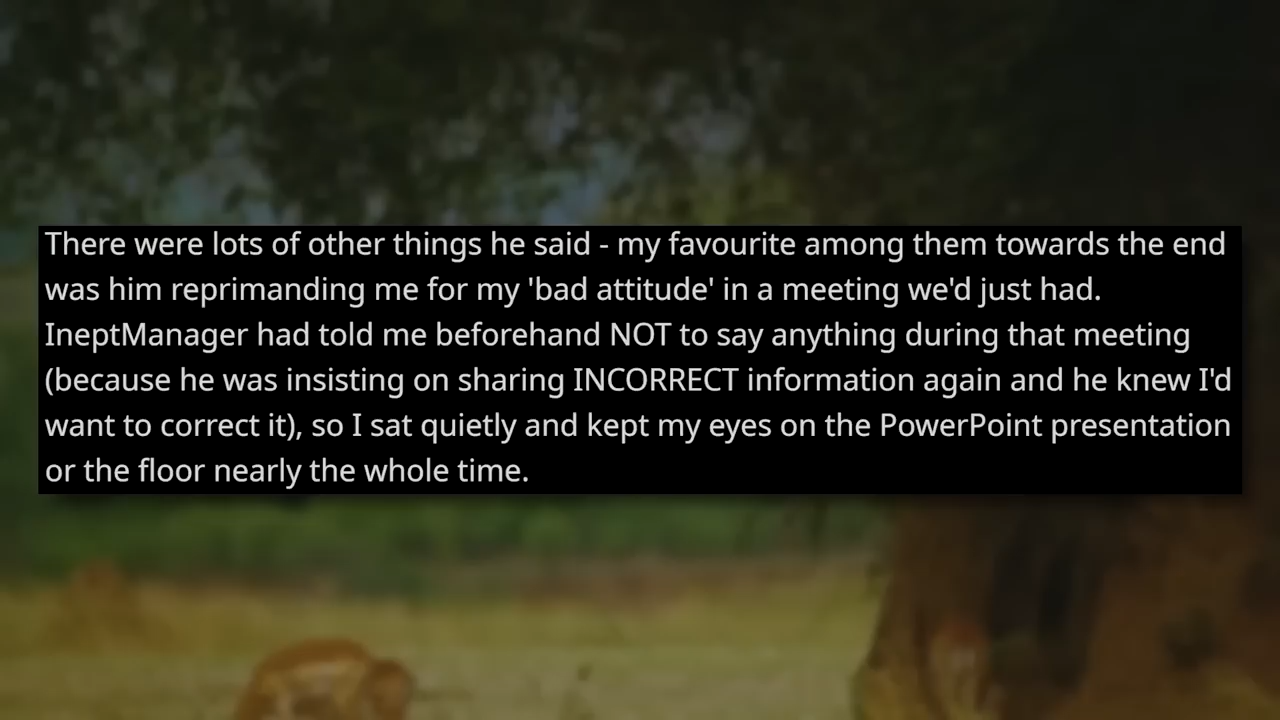 There were lots of other things he said - my favourite among them towards the end
was him reprimanding me for my 'bad attitude' in a meeting we'd just had.
IneptManager had told me beforehand NOT to say anything during that meeting
(because he was insisting on sharing INCORRECT information again and he knew I'd
want to correct it), so I sat quietly and kept my eyes on the PowerPoint presentation
or the floor nearly the whole time.